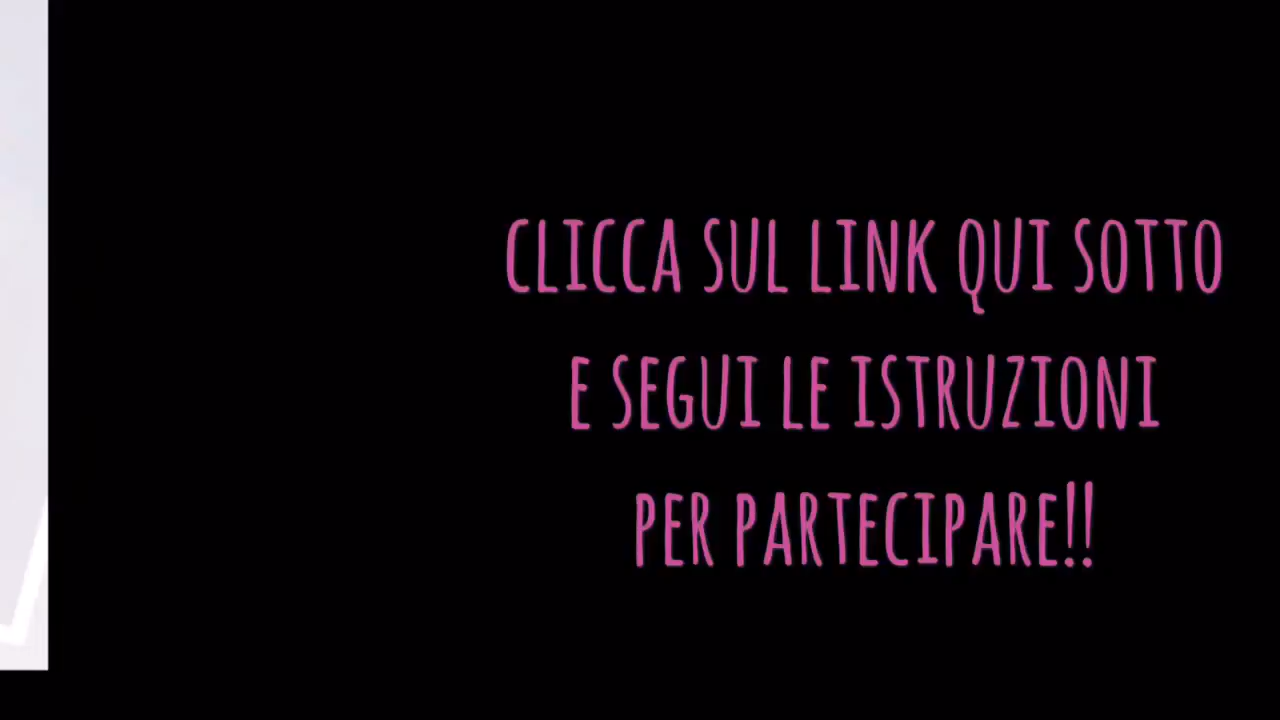 CLICCA SUL LINK QUI SOTTO
E SEGUI LE ISTRUZIONI
PER PARTECIPARE!!